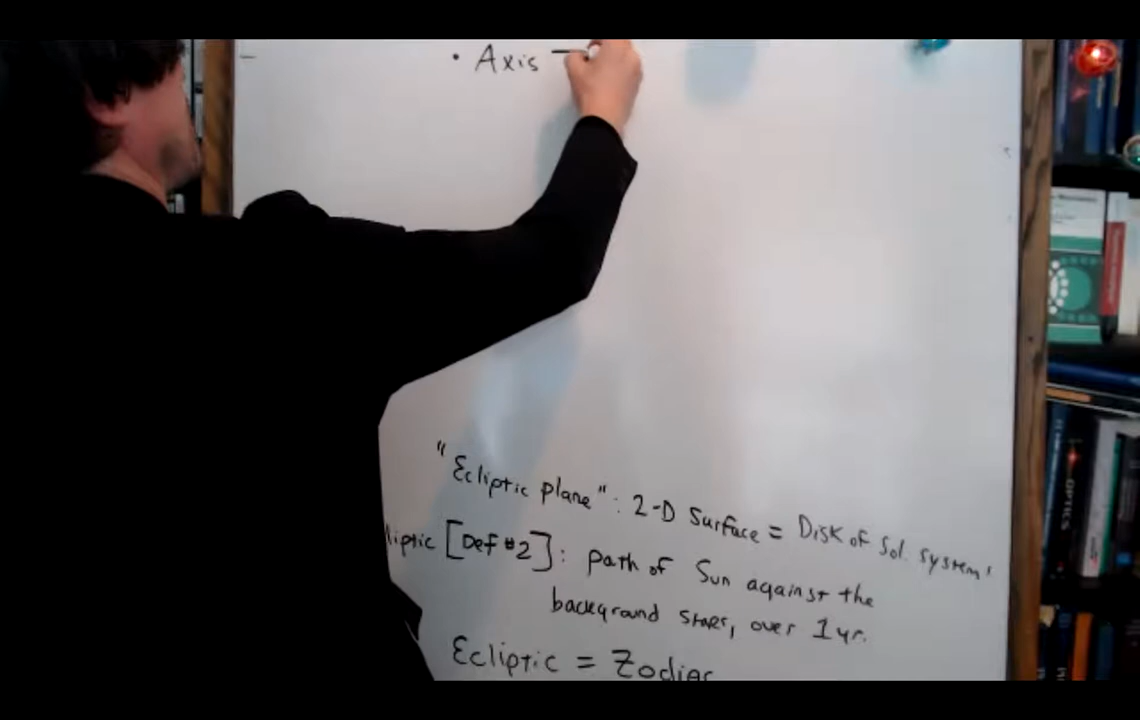 • Axis —
"Ecliptic plane": 2-D Surface = Disk of Sol. system'
liptic [Def #2]: path of Sun against the
background stars, over 1 yr.
Ecliptic = Zodiac
OPTICS